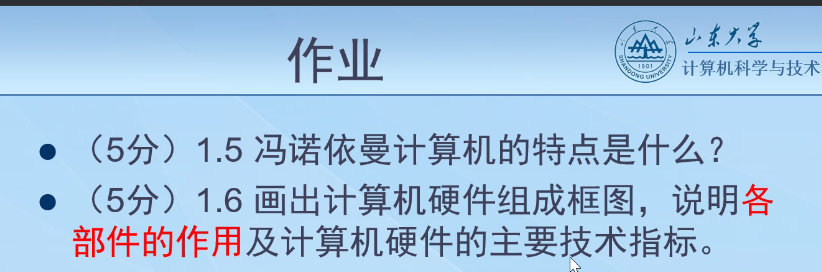 作业
山东大学
SHANDONG UNIVERSITY
1901
计算机科学与技术
（5分）1.5 冯诺依曼计算机的特点是什么？
（5分）1.6 画出计算机硬件组成框图，说明各
部件的作用及计算机硬件的主要技术指标。